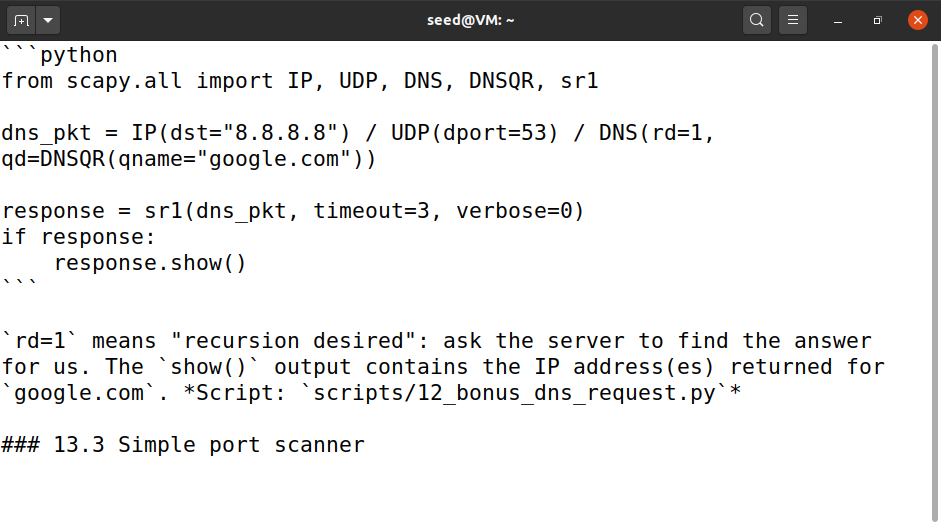 seed@VM: ~
```python
from scapy.all import IP, UDP, DNS, DNSQR, sr1

dns_pkt = IP(dst="8.8.8.8") / UDP(dport=53) / DNS(rd=1,
qd=DNSQR(qname="google.com"))

response = sr1(dns_pkt, timeout=3, verbose=0)
if response:
    response.show()
```

`rd=1` means "recursion desired": ask the server to find the answer
for us. The `show()` output contains the IP address(es) returned for
`google.com`. *Script: `scripts/12_bonus_dns_request.py`*

### 13.3 Simple port scanner